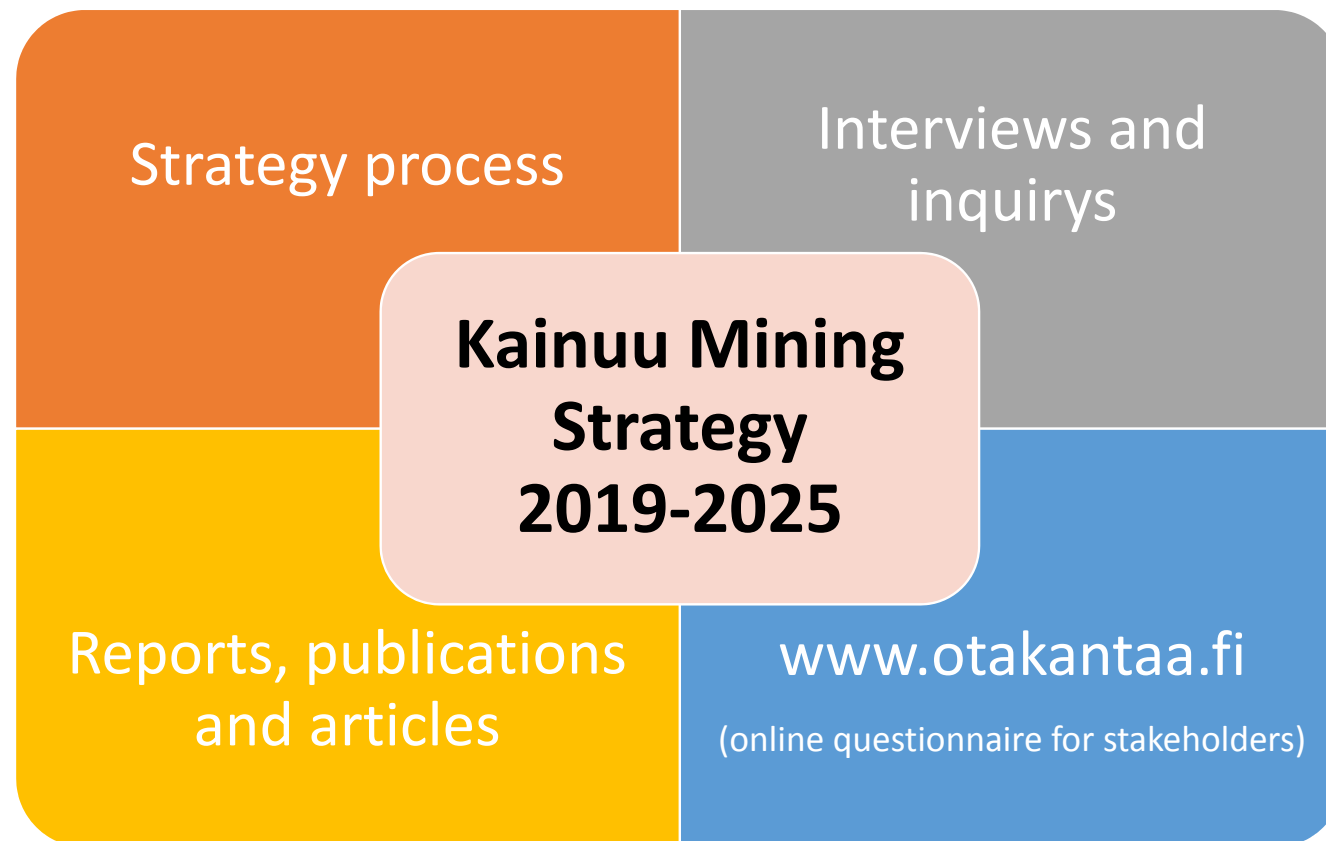 Strategy process
Interviews and
inquirys
Kainuu Mining
Strategy
2019-2025
Reports, publications
and articles
www.otakantaa.fi
(online questionnaire for stakeholders)